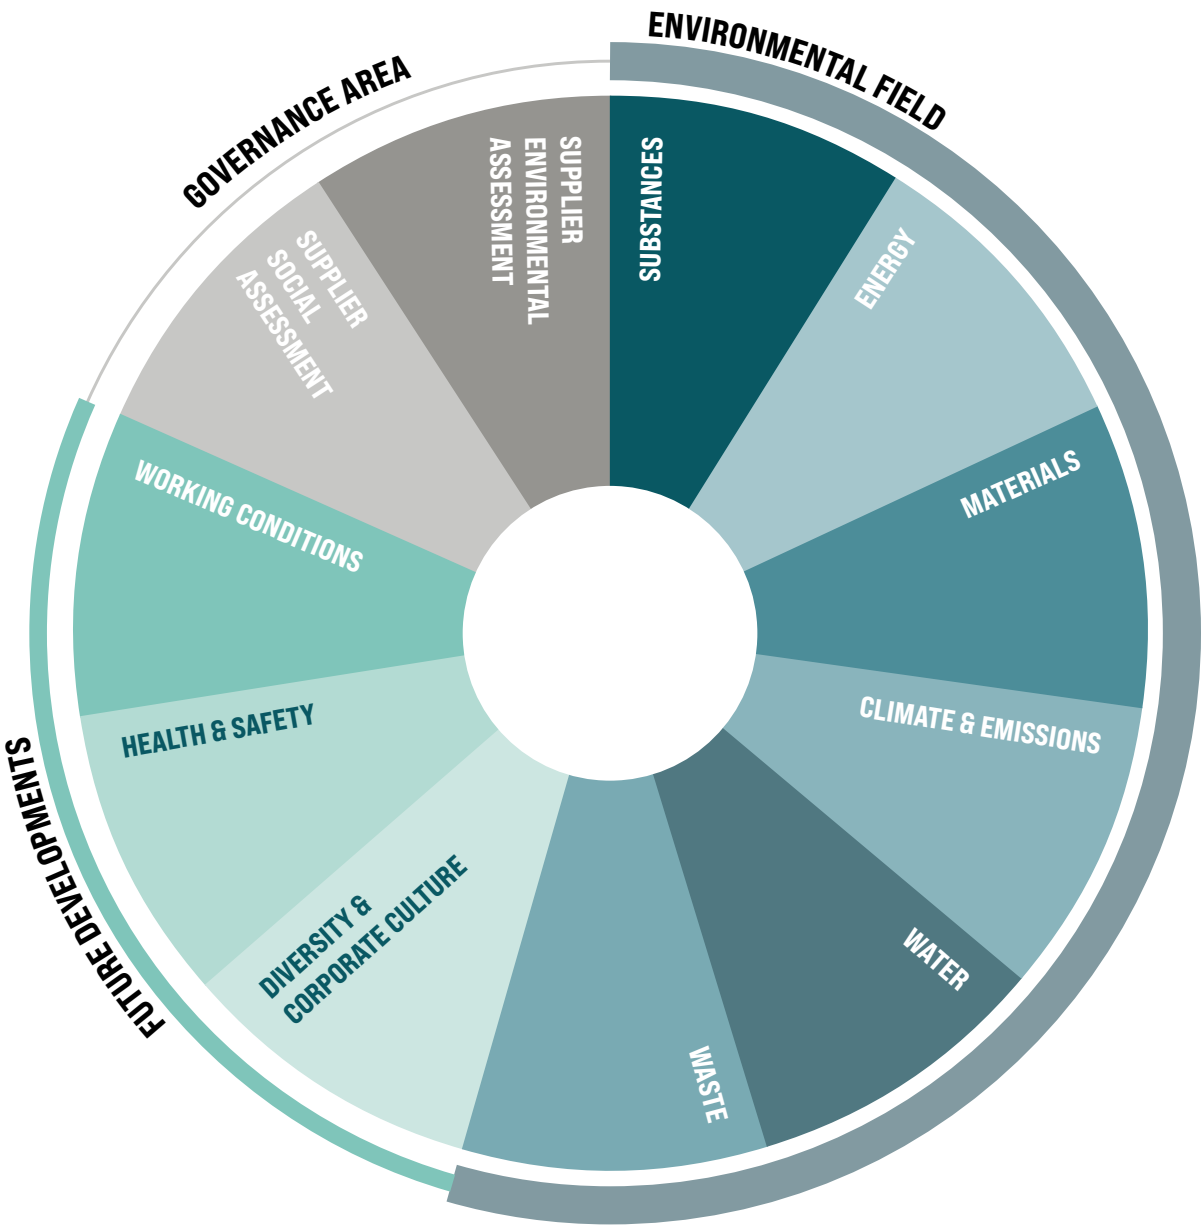 ENVIRONMENTAL FIELD
SUBSTANCES
ENERGY
MATERIALS
CLIMATE & EMISSIONS
WATER
WASTE
FUTURE DEVELOPMENTS
DIVERSITY &
CORPORATE CULTURE
HEALTH & SAFETY
WORKING CONDITIONS
GOVERNANCE AREA
SUPPLIER
SOCIAL
ASSESSMENT
SUPPLIER
ENVIRONMENTAL
ASSESSMENT